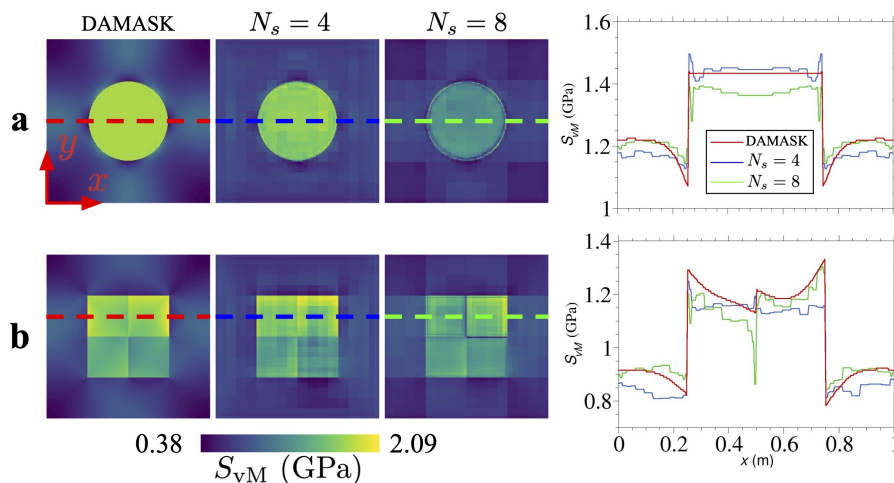 DAMASK N_s = 4 N_s = 8
a
y
x
b
0.38 2.09
S_vM (GPa)
1.6
1.4
1.2
1
S_vM (GPa)
DAMASK
N_s = 4
N_s = 8
1.4
1.2
1.0
0.8
S_vM (GPa)
0 0.2 0.4 0.6 0.8 1
x (m)